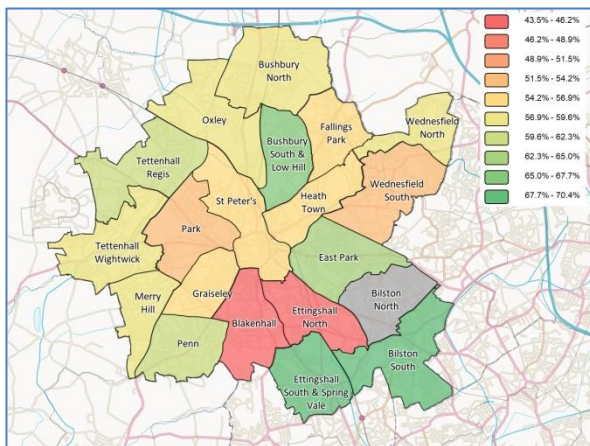 43.5% - 46.2%
46.2% - 48.9%
48.9% - 51.5%
51.5% - 54.2%
54.2% - 56.9%
56.9% - 59.6%
59.6% - 62.3%
62.3% - 65.0%
65.0% - 67.7%
67.7% - 70.4%
Bushbury
North
Oxley
Bushbury
South &
Low Hill
Fallings
Park
Wednesfield
North
Tettenhall
Regis
Wednesfield
South
St Peter's
Heath
Town
Park
Tettenhall
Wightwick
East Park
Merry
Hill
Graiseley
Bilston
North
Blakenhall
Ettingshall
North
Penn
Bilston
South
Ettingshall
South & Spring
Vale